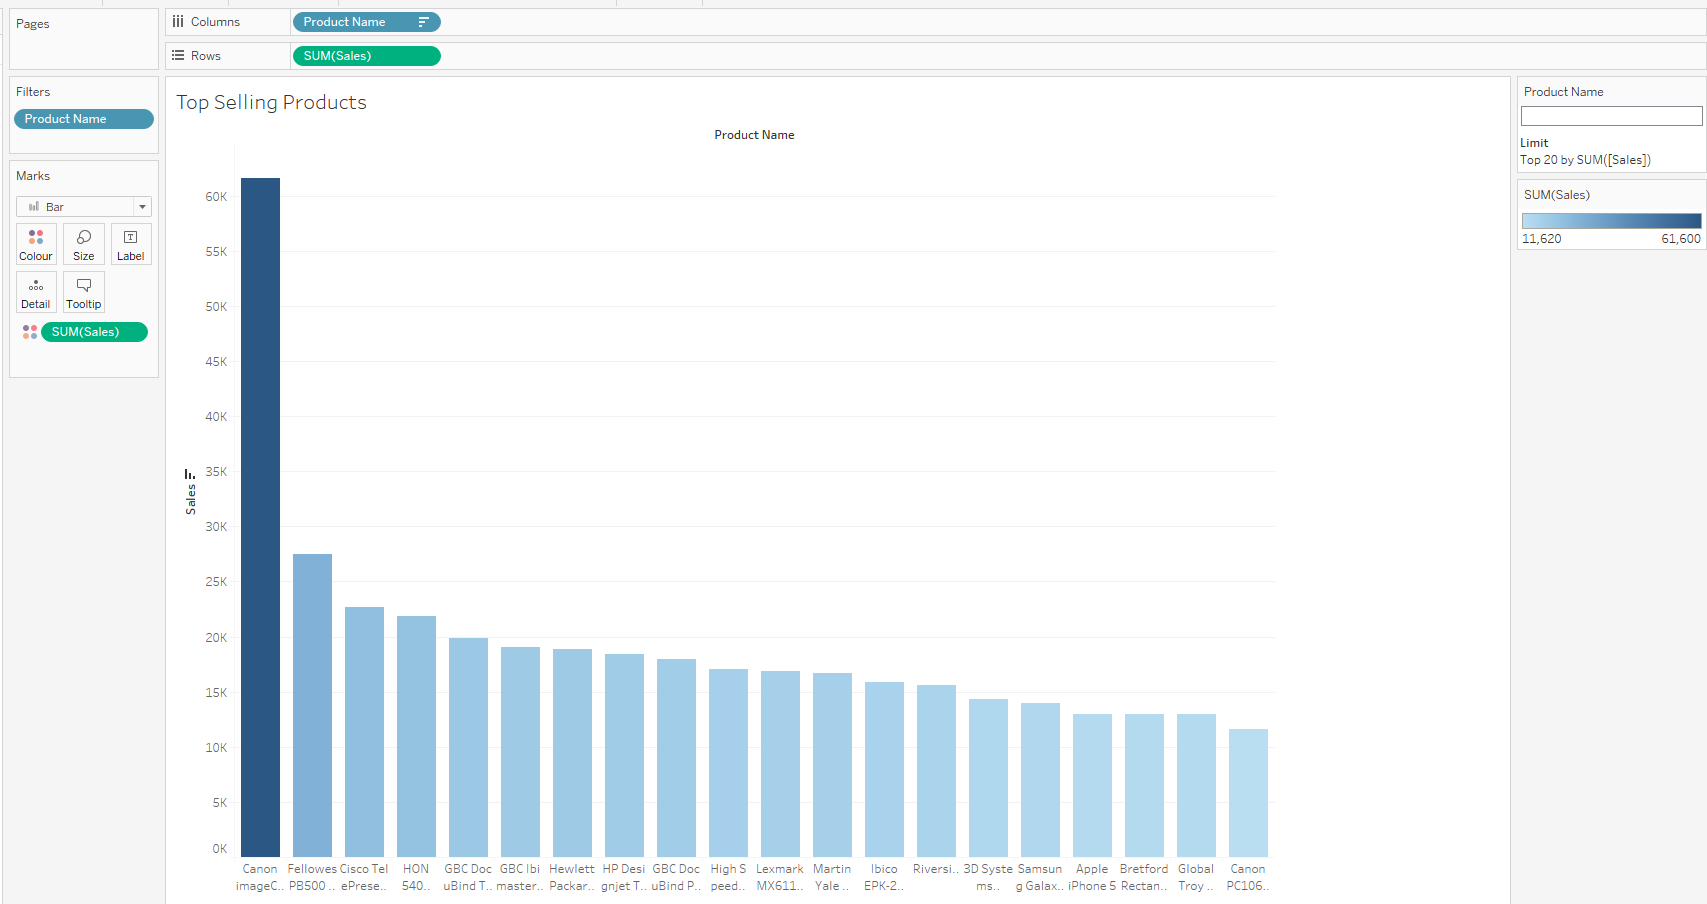 Pages
Columns
Product Name
Rows
SUM(Sales)
Filters
Product Name
Marks
Bar
Colour
Size
Label
Detail
Tooltip
SUM(Sales)
Top Selling Products
Product Name
60K
55K
50K
45K
40K
35K
30K
25K
20K
15K
10K
5K
0K
Sales
Canon
imageC..
Fellowes
PB500 ..
Cisco Tel
ePrese..
HON
540..
GBC Doc
uBind T..
GBC Ibi
master..
Hewlett
Packar..
HP Desi
gnjet T..
GBC Doc
uBind P..
High S
peed..
Lexmark
MX611..
Martin
Yale ..
Ibico
EPK-2..
Riversi..
3D Syste
ms..
Samsun
g Galax..
Apple
iPhone 5
Bretford
Rectan..
Global
Troy ..
Canon
PC106..
Product Name
Limit
Top 20 by SUM([Sales])
SUM(Sales)
11,620
61,600